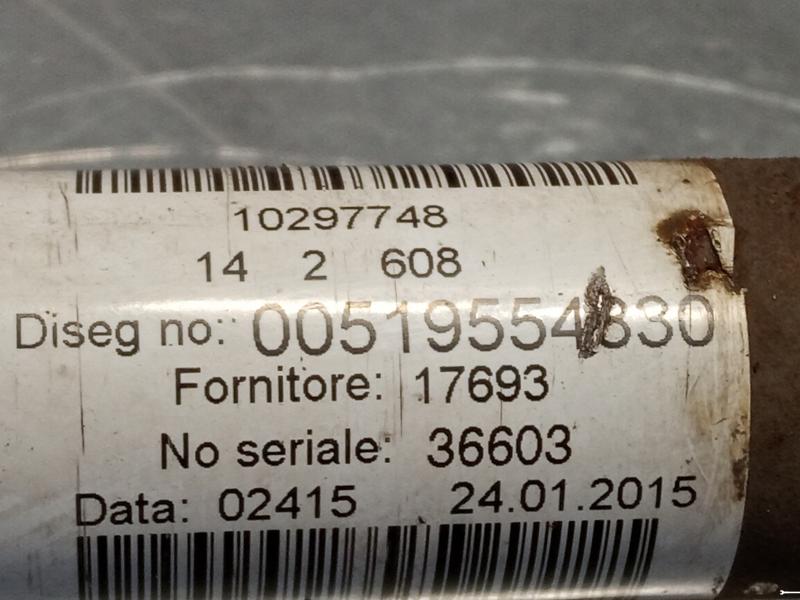 10297748
14 2 608
Diseg no:
Fornitore: 17693
No seriale: 36603
Data: 02415 24.01.2015